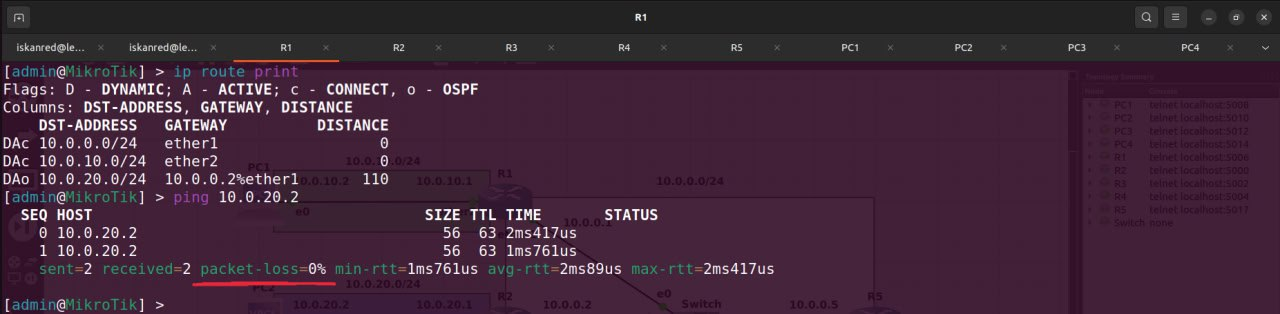 R1
iskanred@le... × iskanred@le... × R1 × R2 × R3 × R4 × R5 × PC1 × PC2 × PC3 × PC4 ×
[admin@MikroTik] > ip route print
Flags: D - DYNAMIC; A - ACTIVE; c - CONNECT, o - OSPF
Columns: DST-ADDRESS, GATEWAY, DISTANCE
DST-ADDRESS GATEWAY DISTANCE
DAc 10.0.0.0/24 ether1 0
DAc 10.0.10.0/24 ether2 0
DAo 10.0.20.0/24 10.0.0.2%ether1 110
[admin@MikroTik] > ping 10.0.20.2
SEQ HOST SIZE TTL TIME STATUS
0 10.0.20.2 56 63 2ms417us
1 10.0.20.2 56 63 1ms761us
sent=2 received=2 packet-loss=0% min-rtt=1ms761us avg-rtt=2ms89us max-rtt=2ms417us
[admin@MikroTik] >
Topology Summary
Node Console
PC1 telnet localhost:5008
PC2 telnet localhost:5010
PC3 telnet localhost:5012
PC4 telnet localhost:5014
R1 telnet localhost:5006
R2 telnet localhost:5000
R3 telnet localhost:5002
R4 telnet localhost:5004
R5 telnet localhost:5017
Switch none
PC1
10.0.10.0/24
10.0.10.2
10.0.10.1
R1
e0
10.0.0.0/24
10.0.0.1
PC2
10.0.20.0/24
10.0.20.2
10.0.20.1
R2
10.0.0.2
e0
Switch
10.0.0.5
R5